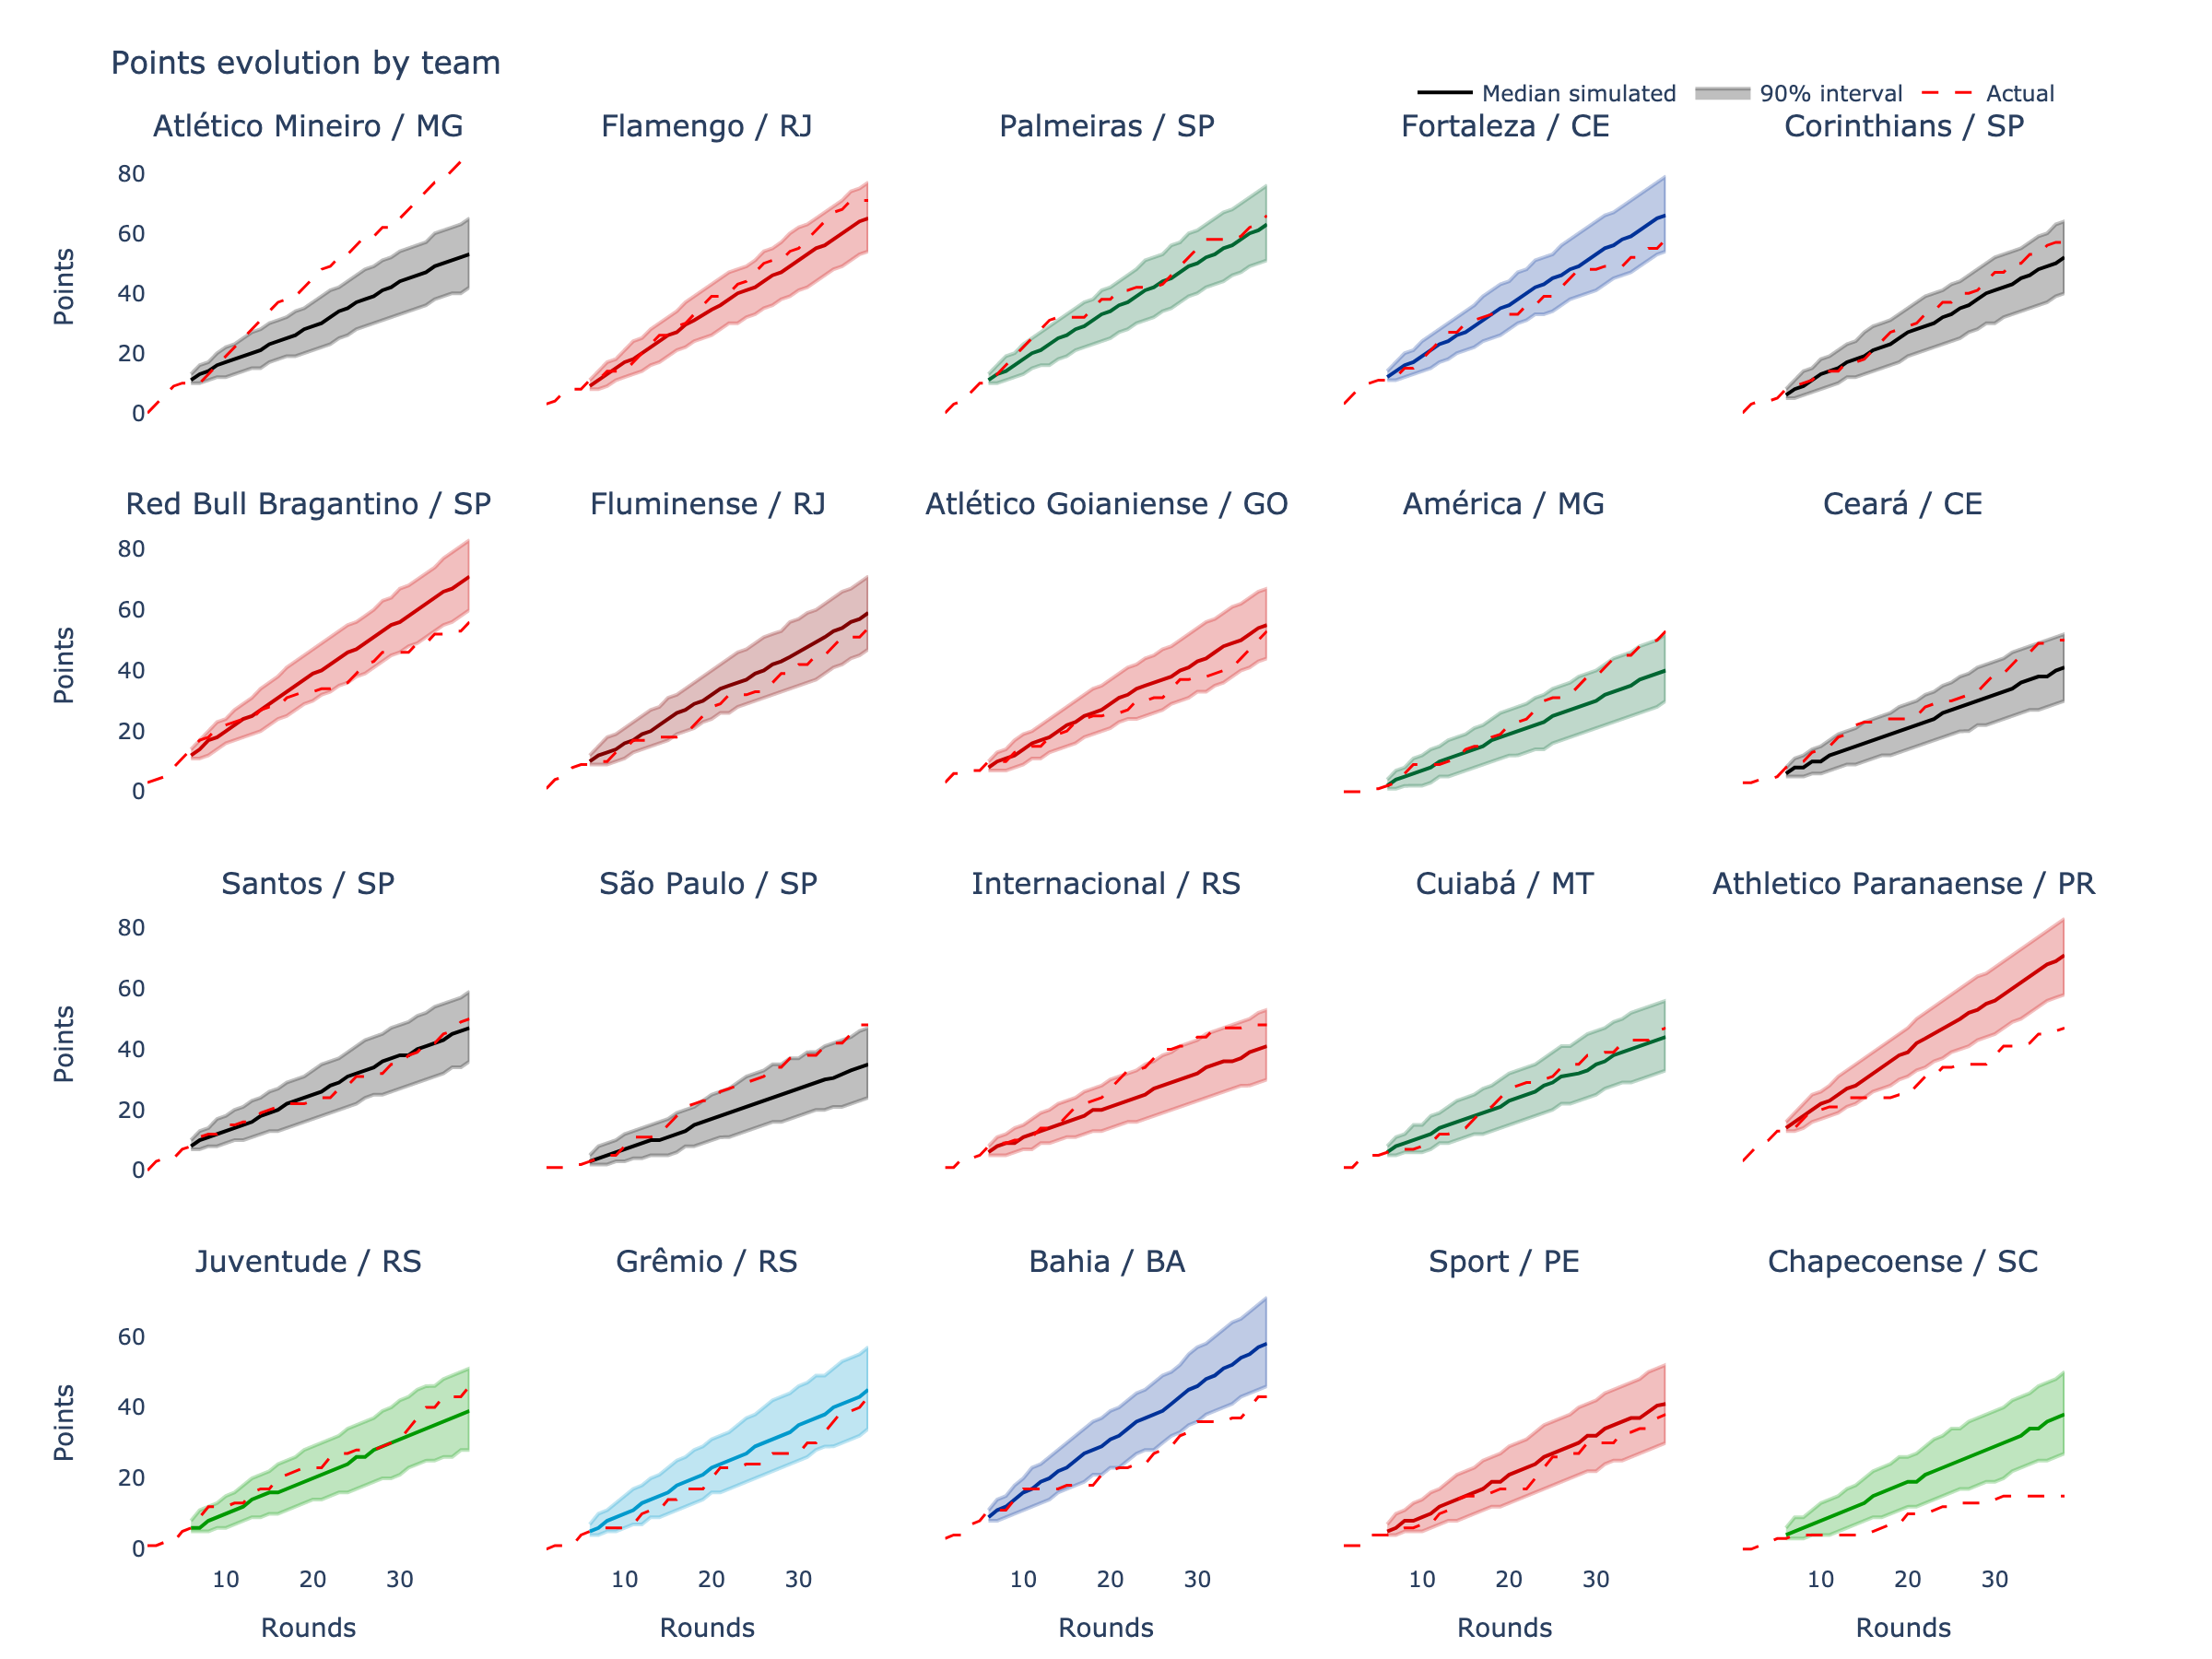 Points evolution by team
Median simulated 90% interval Actual
Atlético Mineiro / MG Flamengo / RJ Palmeiras / SP Fortaleza / CE Corinthians / SP
80
60
40
20
0
Points
Red Bull Bragantino / SP Fluminense / RJ Atlético Goianiense / GO América / MG Ceará / CE
80
60
40
20
0
Points
Santos / SP São Paulo / SP Internacional / RS Cuiabá / MT Athletico Paranaense / PR
80
60
40
20
0
Points
Juventude / RS Grêmio / RS Bahia / BA Sport / PE Chapecoense / SC
60
40
20
0
Points
10 20 30 10 20 30 10 20 30 10 20 30 10 20 30
Rounds Rounds Rounds Rounds Rounds